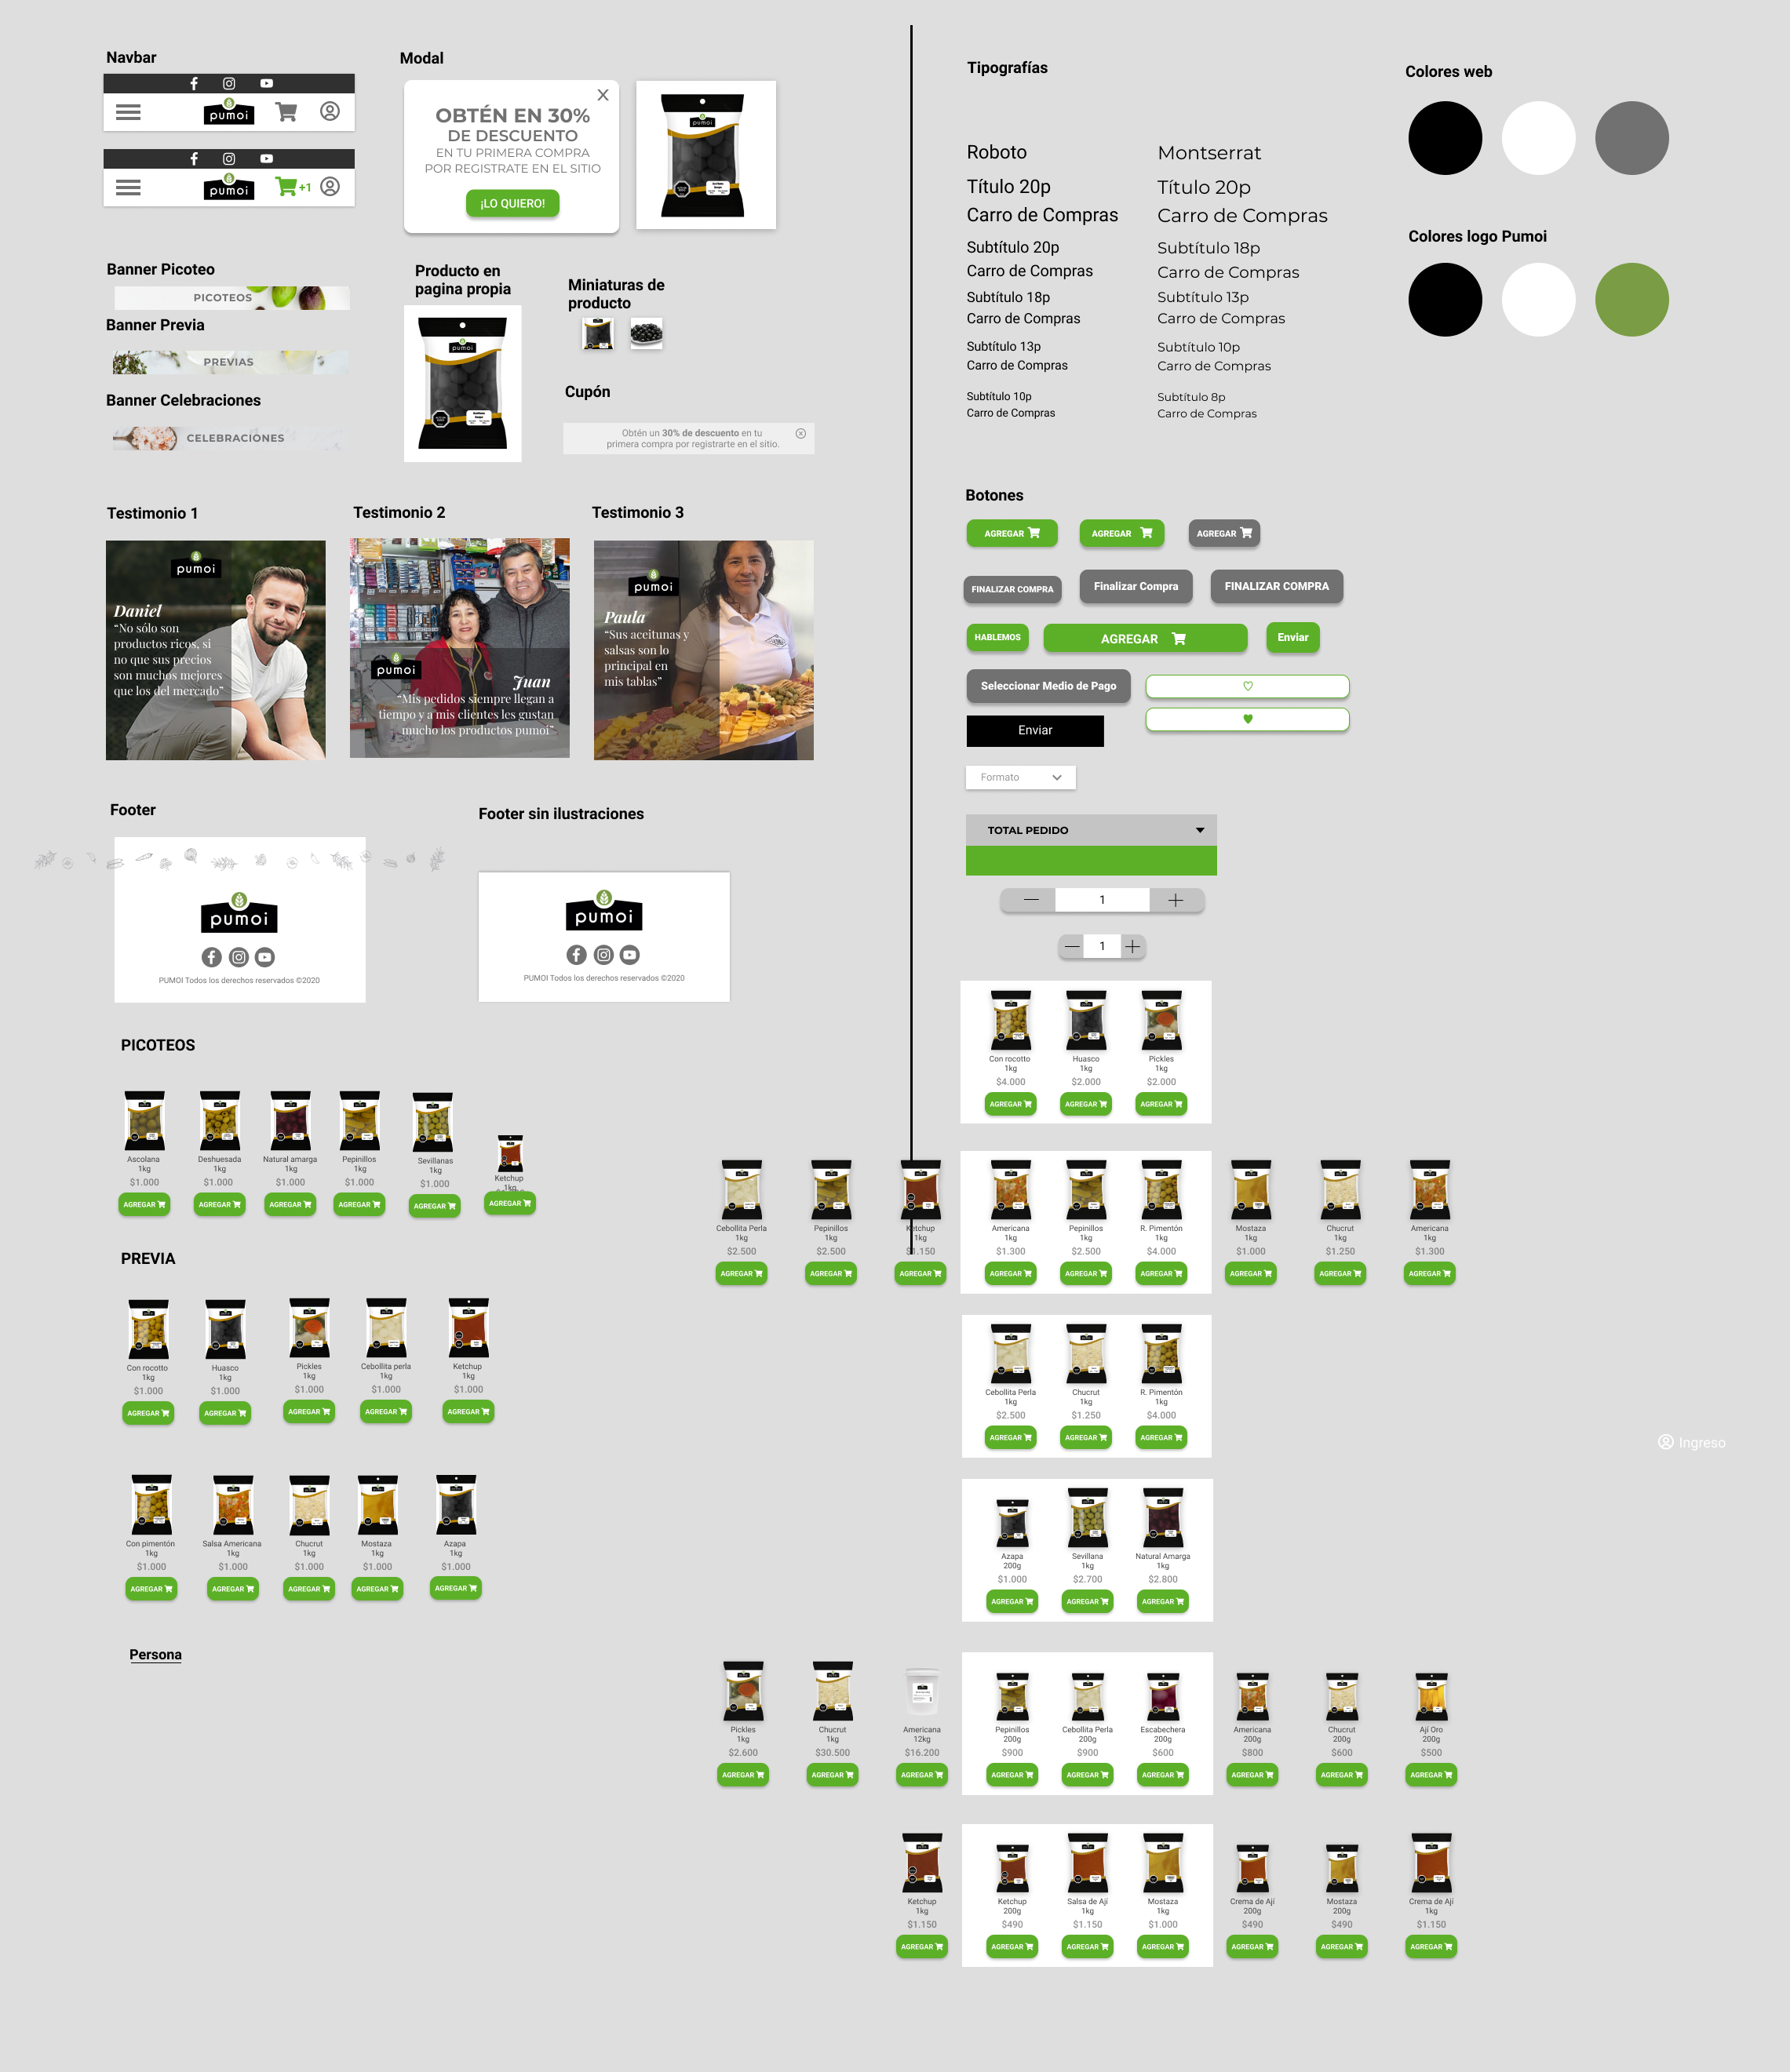 Navbar
pumoi
pumoi
+1
Modal
X
OBTÉN EN 30%
DE DESCUENTO
EN TU PRIMERA COMPRA
POR REGISTRATE EN EL SITIO
¡LO QUIERO!
pumoi
Banner Picoteo
PICOTEOS
Banner Previa
PREVIAS
Banner Celebraciones
CELEBRACIONES
Producto en
pagina propia
pumoi
Miniaturas de
producto
Cupón
Obtén un 30% de descuento en tu
primera compra por registrarte en el sitio.
Testimonio 1
pumoi
Daniel
“No sólo son
productos ricos, si
no que sus precios
son muchos mejores
que los del mercado”
Testimonio 2
pumoi
Juan
“Mis pedidos siempre llegan a
tiempo y a mis clientes les gustan
mucho los productos pumoi”
Testimonio 3
pumoi
Paula
“Sus aceitunas y
salsas son lo
principal en
mis tablas”
Footer
pumoi
PUMOI Todos los derechos reservados ©2020
Footer sin ilustraciones
pumoi
PUMOI Todos los derechos reservados ©2020
PICOTEOS
Ascolana
1kg
$1.000
AGREGAR
Deshuesada
1kg
$1.000
AGREGAR
Natural amarga
1kg
$1.000
AGREGAR
Pepinillos
1kg
$1.000
AGREGAR
Sevillanas
1kg
$1.000
AGREGAR
Ketchup
1kg
AGREGAR
PREVIA
Con rocotto
1kg
$1.000
AGREGAR
Huasco
1kg
$1.000
AGREGAR
Pickles
1kg
$1.000
AGREGAR
Cebollita perla
1kg
$1.000
AGREGAR
Ketchup
1kg
$1.000
AGREGAR
Con pimentón
1kg
$1.000
AGREGAR
Salsa Americana
1kg
$1.000
AGREGAR
Chucrut
1kg
$1.000
AGREGAR
Mostaza
1kg
$1.000
AGREGAR
Azapa
1kg
$1.000
AGREGAR
Persona
Tipografías
Roboto
Título 20p
Carro de Compras
Subtítulo 20p
Carro de Compras
Subtítulo 18p
Carro de Compras
Subtítulo 13p
Carro de Compras
Subtítulo 10p
Carro de Compras
Montserrat
Título 20p
Carro de Compras
Subtítulo 18p
Carro de Compras
Subtítulo 13p
Carro de Compras
Subtítulo 10p
Carro de Compras
Subtítulo 8p
Carro de Compras
Colores web
Colores logo Pumoi
Botones
AGREGAR
AGREGAR
AGREGAR
FINALIZAR COMPRA
Finalizar Compra
FINALIZAR COMPRA
HABLEMOS
AGREGAR
Enviar
Seleccionar Medio de Pago
Enviar
Formato
TOTAL PEDIDO
1
1
Con rocotto
1kg
$4.000
AGREGAR
Huasco
1kg
$2.000
AGREGAR
Pickles
1kg
$2.000
AGREGAR
Cebollita Perla
1kg
$2.500
AGREGAR
Pepinillos
1kg
$2.500
AGREGAR
Ketchup
1kg
$1.150
AGREGAR
Americana
1kg
$1.300
AGREGAR
Pepinillos
1kg
$2.500
AGREGAR
R. Pimentón
1kg
$4.000
AGREGAR
Mostaza
1kg
$1.000
AGREGAR
Chucrut
1kg
$1.250
AGREGAR
Americana
1kg
$1.300
AGREGAR
Cebollita Perla
1kg
$2.500
AGREGAR
Chucrut
1kg
$1.250
AGREGAR
R. Pimentón
1kg
$4.000
AGREGAR
Ingreso
Azapa
200g
$1.000
AGREGAR
Sevillana
1kg
$2.700
AGREGAR
Natural Amarga
1kg
$2.800
AGREGAR
Pickles
1kg
$2.600
AGREGAR
Chucrut
1kg
$30.500
AGREGAR
Americana
12kg
$16.200
AGREGAR
Pepinillos
200g
$900
AGREGAR
Cebollita Perla
200g
$900
AGREGAR
Escabechera
200g
$600
AGREGAR
Americana
200g
$800
AGREGAR
Chucrut
200g
$600
AGREGAR
Ají Oro
200g
$500
AGREGAR
Ketchup
1kg
$1.150
AGREGAR
Ketchup
200g
$490
AGREGAR
Salsa de Ají
1kg
$1.150
AGREGAR
Mostaza
1kg
$1.000
AGREGAR
Crema de Ají
200g
$490
AGREGAR
Mostaza
200g
$490
AGREGAR
Crema de Ají
1kg
$1.150
AGREGAR